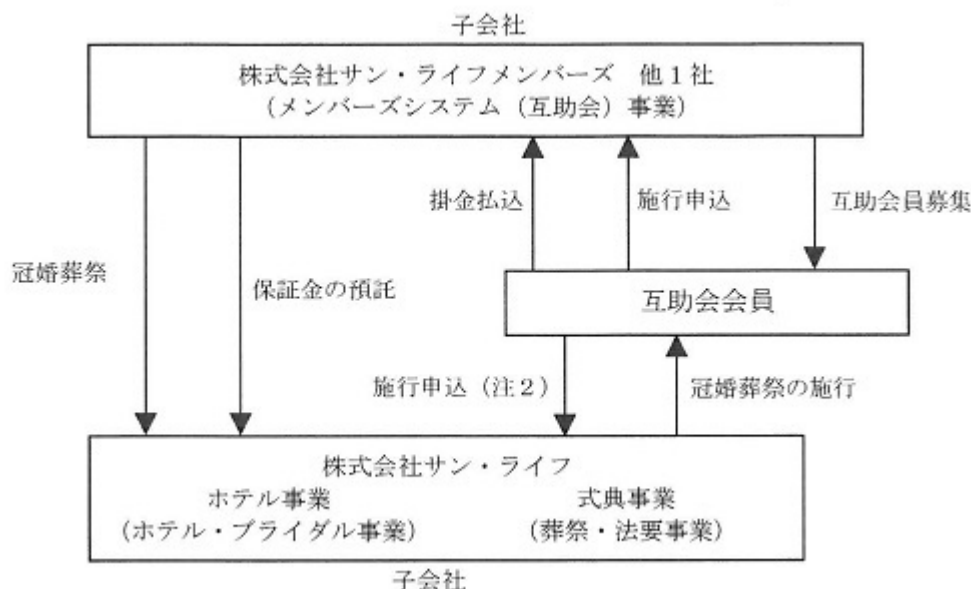 子会社
株式会社サン・ライフメンバーズ 他1社
(メンバーズシステム(互助会)事業)
掛金払込
施行申込
互助会員募集
冠婚葬祭
保証金の預託
互助会会員
施行申込(注2)
冠婚葬祭の施行
株式会社サン・ライフ
ホテル事業 式典事業
(ホテル・ブライダル事業) (葬祭・法要事業)
子会社